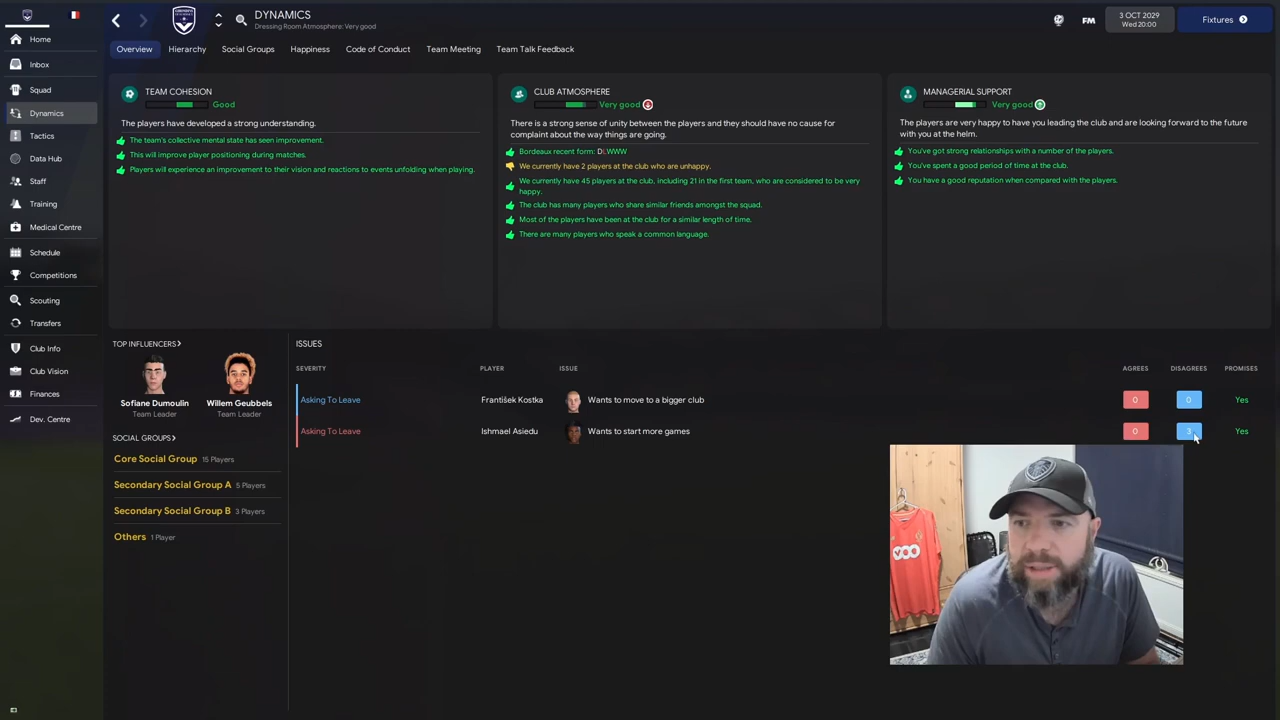 DYNAMICS
Dressing Room Atmosphere: Very good
FM
3 OCT 2029
Wed 20:00
Fixtures
Home
Inbox
Squad
Dynamics
Tactics
Data Hub
Staff
Training
Medical Centre
Schedule
Competitions
Scouting
Transfers
Club Info
Club Vision
Finances
Dev. Centre
Overview
Hierarchy
Social Groups
Happiness
Code of Conduct
Team Meeting
Team Talk Feedback
TEAM COHESION
Good
The players have developed a strong understanding.
The team's collective mental state has seen improvement.
This will improve player positioning during matches.
Players will experience an improvement to their vision and reactions to events unfolding when playing.
CLUB ATMOSPHERE
Very good
There is a strong sense of unity between the players and they should have no cause for
complaint about the way things are going.
Bordeaux recent form: DLWWW
We currently have 2 players at the club who are unhappy.
We currently have 45 players at the club, including 21 in the first team, who are considered to be very
happy.
The club has many players who share similar friends amongst the squad.
Most of the players have been at the club for a similar length of time.
There are many players who speak a common language.
MANAGERIAL SUPPORT
Very good
The players are very happy to have you leading the club and are looking forward to the future
with you at the helm.
You've got strong relationships with a number of the players.
You've spent a good period of time at the club.
You have a good reputation when compared with the players.
TOP INFLUENCERS>
Sofiane Dumoulin
Team Leader
Willem Geubbels
Team Leader
SOCIAL GROUPS>
Core Social Group 15 Players
Secondary Social Group A 5 Players
Secondary Social Group B 3 Players
Others 1 Player
ISSUES
SEVERITY PLAYER ISSUE AGREES DISAGREES PROMISES
Asking To Leave František Kostka Wants to move to a bigger club 0 0 Yes
Asking To Leave Ishmael Asiedu Wants to start more games 0 3 Yes
VOO